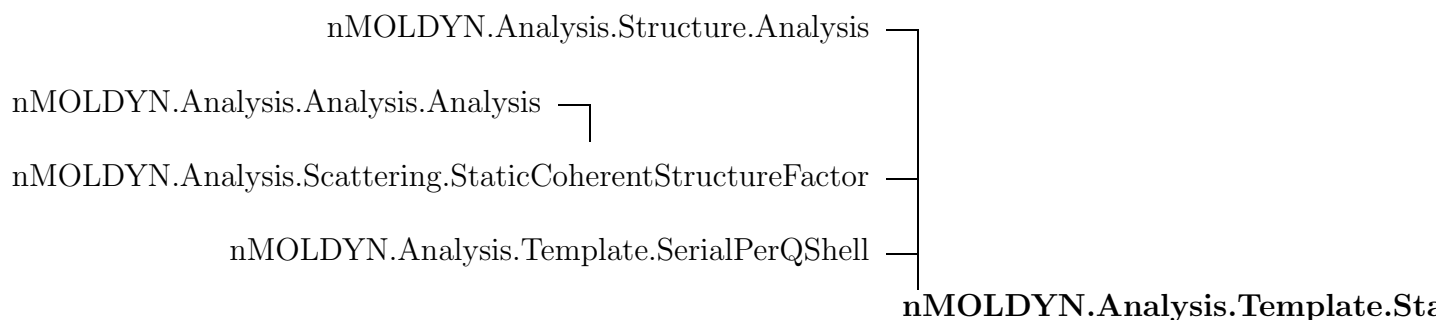 nMOLDYN.Analysis.Structure.Analysis
nMOLDYN.Analysis.Analysis.Analysis
nMOLDYN.Analysis.Scattering.StaticCoherentStructureFactor
nMOLDYN.Analysis.Template.SerialPerQShell
nMOLDYN.Analysis.Template.Sta